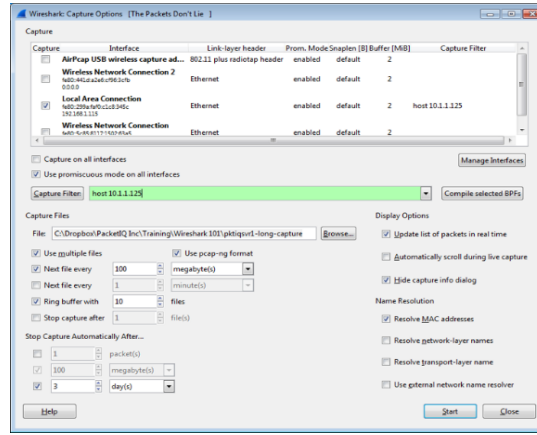 Wireshark: Capture Options [The Packets Don't Lie ]
Capture
Capture Interface Link-layer header Prom. Mode Snaplen [B] Buffer [MiB] Capture Filter
AirPcap USB wireless capture ad... 802.11 plus radiotap header enabled default 2
Wireless Network Connection 2
0.0.0.0
Ethernet enabled default 2
Local Area Connection
192.168.1.115
Ethernet enabled default 2 host 10.1.1.125
Wireless Network Connection
Ethernet enabled default 2
Capture on all interfaces
Manage Interfaces
Use promiscuous mode on all interfaces
Capture Filter: host 10.1.1.125 Compile selected BPFs
Capture Files
File: C:\Dropbox\PacketIQ Inc\Training\Wireshark 101\pktiqsvr1-long-capture Browse...
Use multiple files Use pcap-ng format
Next file every 100 megabyte(s)
Next file every 1 minute(s)
Ring buffer with 10 files
Stop capture after 1 file(s)
Stop Capture Automatically After...
1 packet(s)
100 megabyte(s)
3 day(s)
Display Options
Update list of packets in real time
Automatically scroll during live capture
Hide capture info dialog
Name Resolution
Resolve MAC addresses
Resolve network-layer names
Resolve transport-layer name
Use external network name resolver
Help Start Close